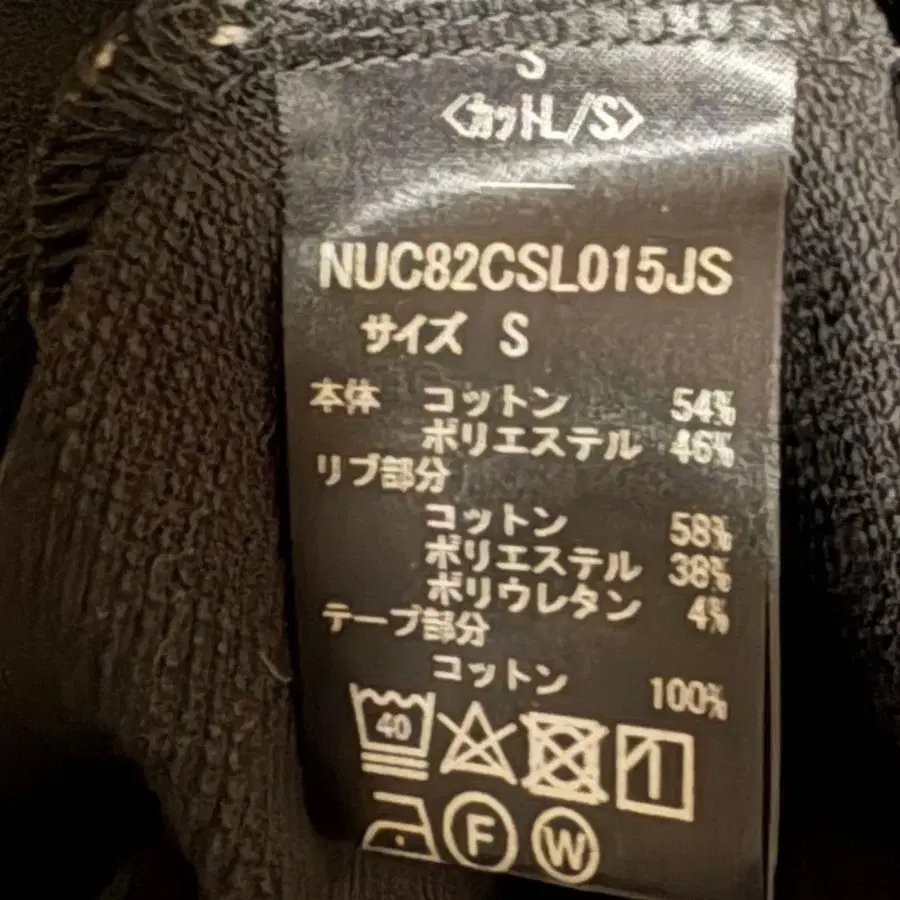 S
〈カットL/S〉
NUC82CSL015JS
サイズ S
本体 コットン 54%
ポリエステル 46%
リブ部分
コットン 58%
ポリエステル 38%
ポリウレタン 4%
テープ部分
コットン 100%
40
F W